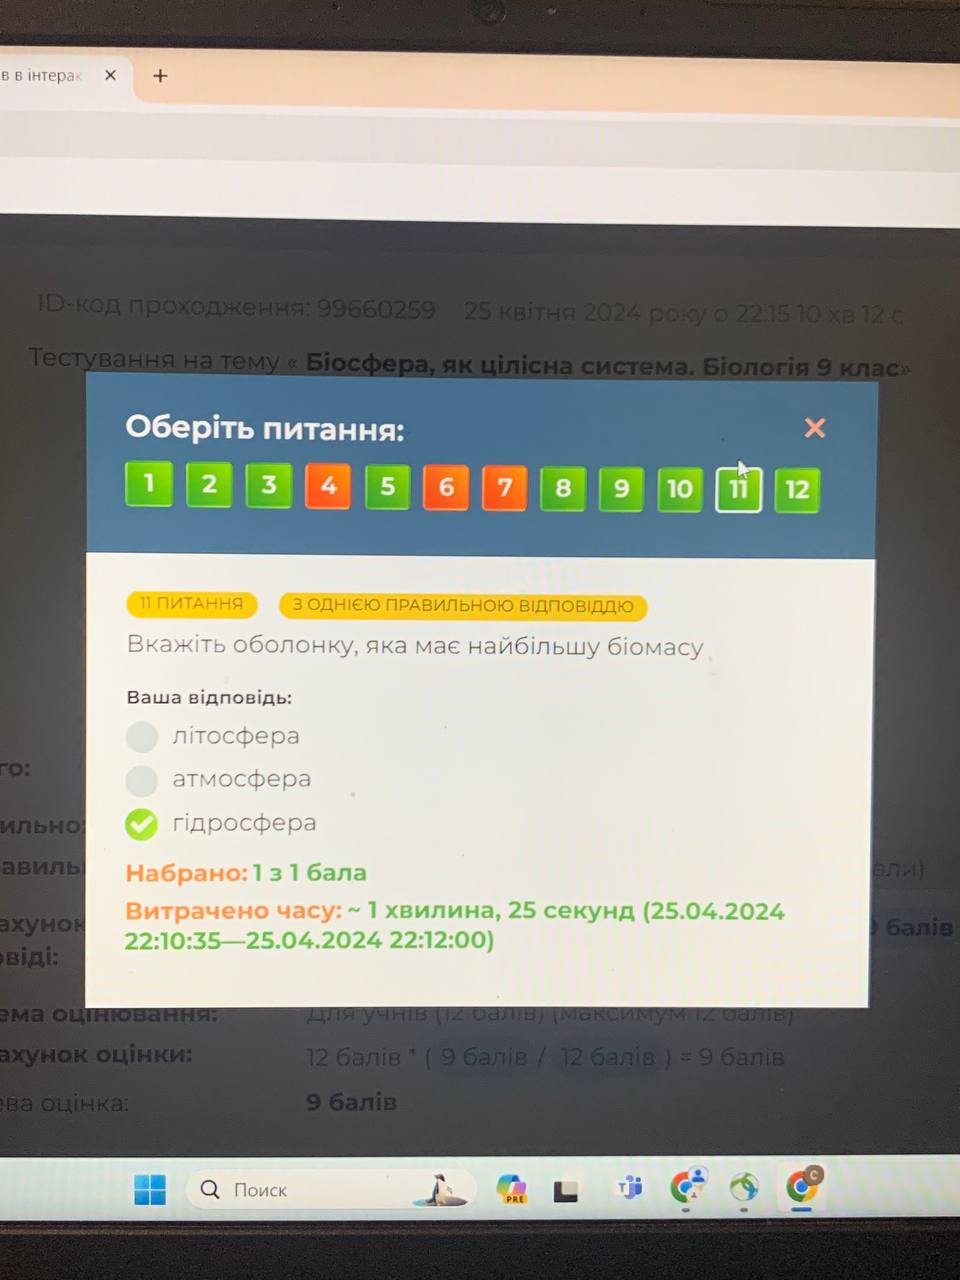 в в інтерак
ID-код проходження: 99660259 25 квітня 2024 року о 22:15 10 хв 12 с
Тестування на тему « Біосфера, як цілісна система. Біологія 9 клас»
Оберіть питання:
1 2 3 4 5 6 7 8 9 10 11 12
11 ПИТАННЯ З ОДНІЄЮ ПРАВИЛЬНОЮ ВІДПОВІДДЮ
Вкажіть оболонку, яка має найбільшу біомасу
Ваша відповідь:
літосфера
атмосфера
гідросфера
Набрано: 1 з 1 бала
Витрачено часу: ~ 1 хвилина, 25 секунд (25.04.2024
22:10:35—25.04.2024 22:12:00)
го:
ильно:
авиль али)
ахунок балів
овіді:
ема оцінювання: Для учнів (12 балів) (максимум 12 балів)
ахунок оцінки: 12 балів * ( 9 балів / 12 балів ) = 9 балів
ева оцінка: 9 балів
Поиск
PRE
C